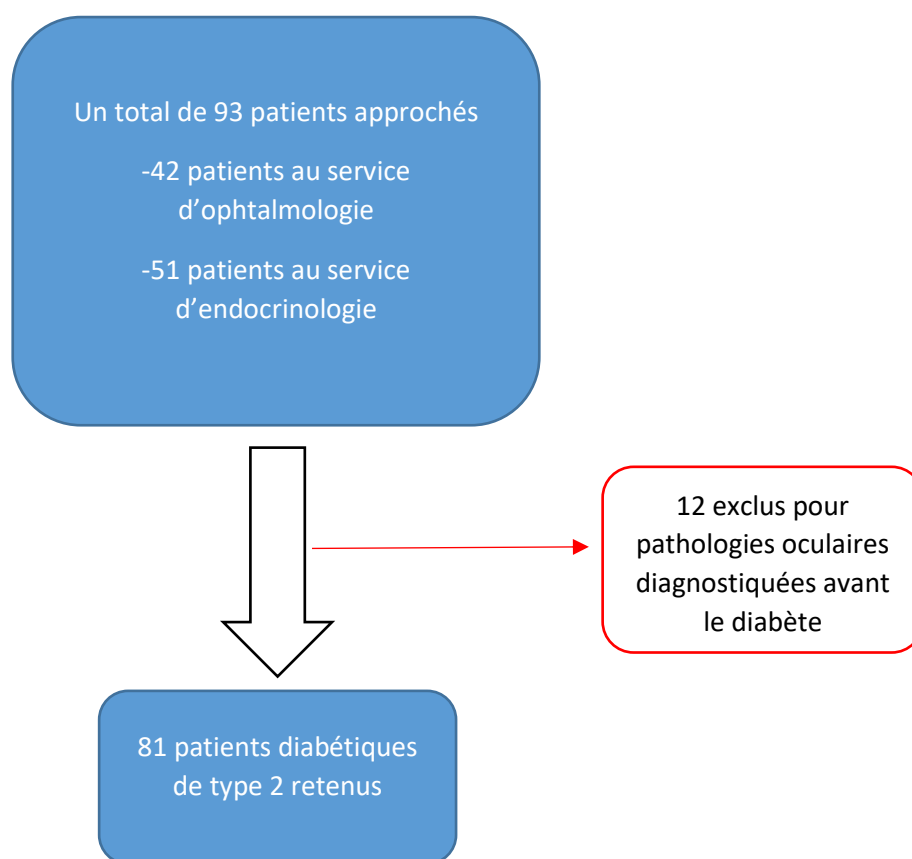 Un total de 93 patients approchés
-42 patients au service
d’ophtalmologie
-51 patients au service
d’endocrinologie
12 exclus pour
pathologies oculaires
diagnostiquées avant
le diabète
81 patients diabétiques
de type 2 retenus